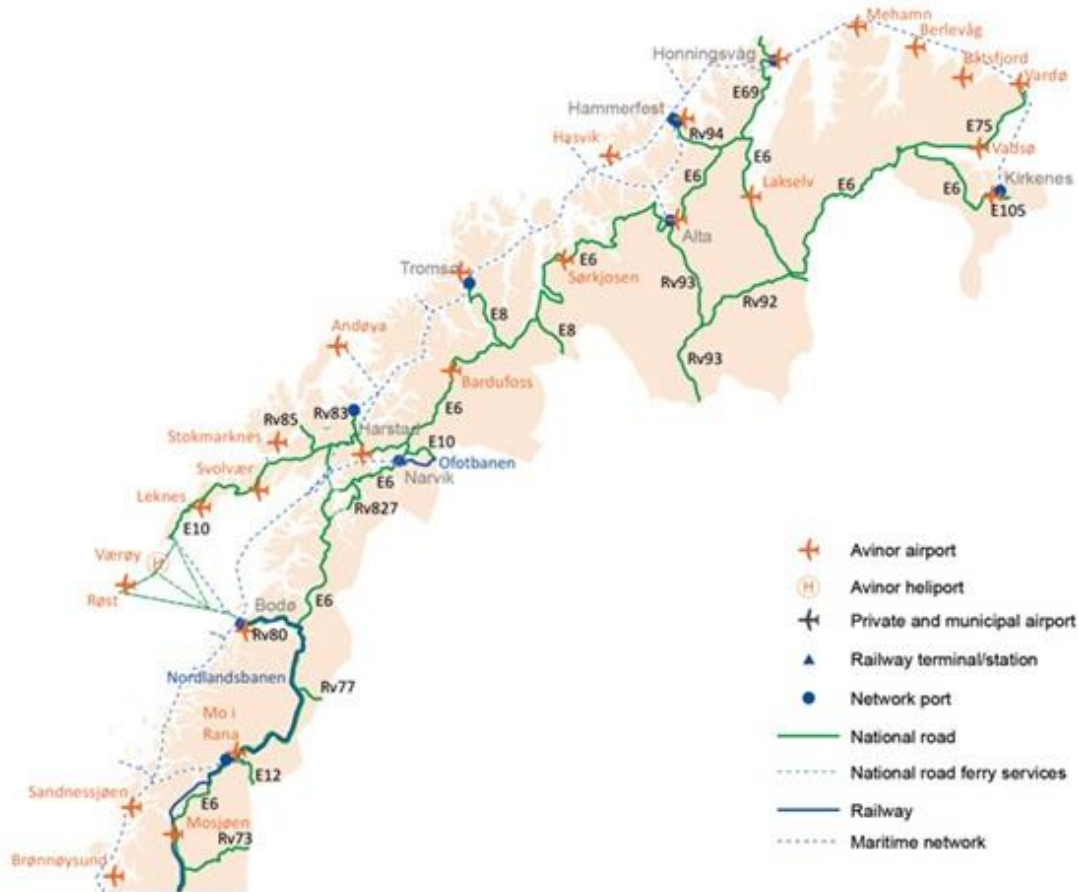 Mehamn
Berlevåg
Båtsfjord
Vardø
Honningsvåg
E69
Hammerfest
Rv94
Hasvik
E75
Vadsø
E6
E6
Lakselv
E6
E6
Kirkenes
E105
Alta
Tromsø
E6
Sørkjosen
Rv93
Rv92
E8
E8
Andøya
Rv93
Bardufoss
E6
Rv85
Rv83
Harstad
Stokmarknes
E10
Ofotbanen
Svolvær
E6
Narvik
Leknes
Rv827
E10
Værøy
H
Røst
Bodø
E6
Rv80
Nordlandsbanen
Rv77
Mo i
Rana
E12
Sandnessjøen
E6
Mosjøen
Rv73
Brønnøysund
Avinor airport
H
Avinor heliport
Private and municipal airport
Railway terminal/station
Network port
National road
National road ferry services
Railway
Maritime network